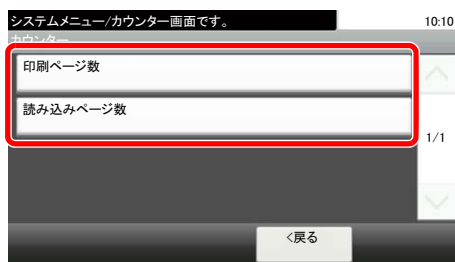 システムメニュー/カウンター画面です。
10:10
カウンター
印刷ページ数
読み込みページ数
1/1
<戻る